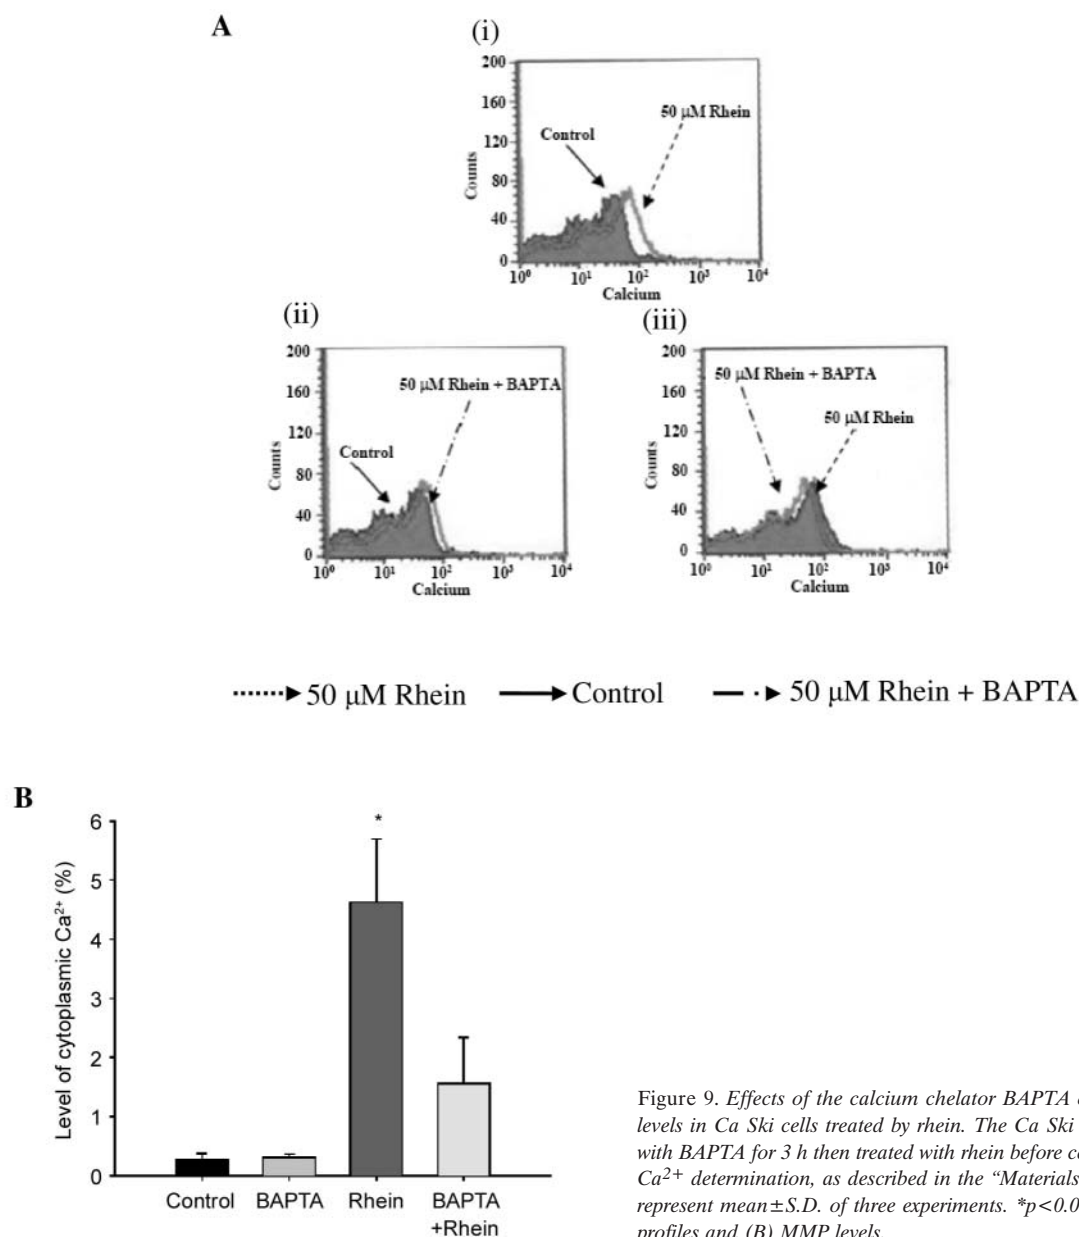 A
(i)
200
160
120
80
40
0
Counts
Control
50 μM Rhein
10⁰ 10¹ 10² 10³ 10⁴
Calcium
(ii)
200
160
120
80
40
0
Counts
50 μM Rhein + BAPTA
Control
10⁰ 10¹ 10² 10³ 10⁴
Calcium
(iii)
200
160
120
80
40
0
Counts
50 μM Rhein + BAPTA
50 μM Rhein
10⁰ 10¹ 10² 10³ 10⁴
Calcium
50 μM Rhein Control 50 μM Rhein + BAPTA
B
6
5
4
3
2
1
0
Level of cytoplasmic Ca²⁺ (%)
*
Control BAPTA Rhein BAPTA
+Rhein
Figure 9. Effects of the calcium chelator BAPTA
levels in Ca Ski cells treated by rhein. The Ca Ski
with BAPTA for 3 h then treated with rhein before
Ca²⁺ determination, as described in the “Materials
represent mean±S.D. of three experiments. *p<0.0
profiles and (B) MMP levels.